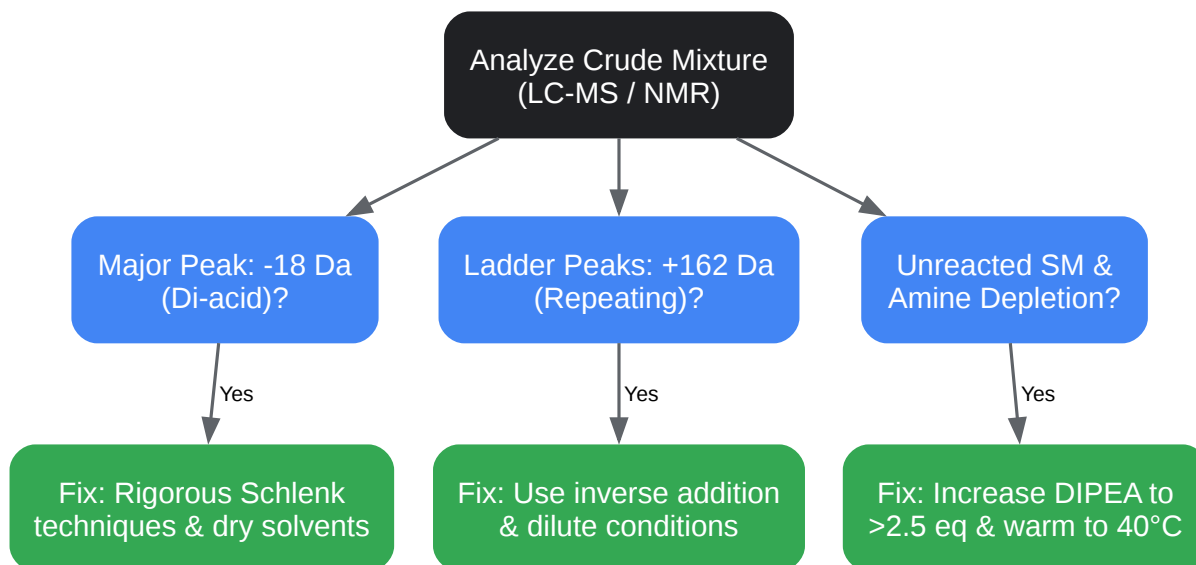 Analyze Crude Mixture
(LC-MS / NMR)
Major Peak: -18 Da
(Di-acid)?
Ladder Peaks: +162 Da
(Repeating)?
Unreacted SM &
Amine Depletion?
Yes
Yes
Yes
Fix: Rigorous Schlenk
techniques & dry solvents
Fix: Use inverse addition
& dilute conditions
Fix: Increase DIPEA to
>2.5 eq & warm to 40°C